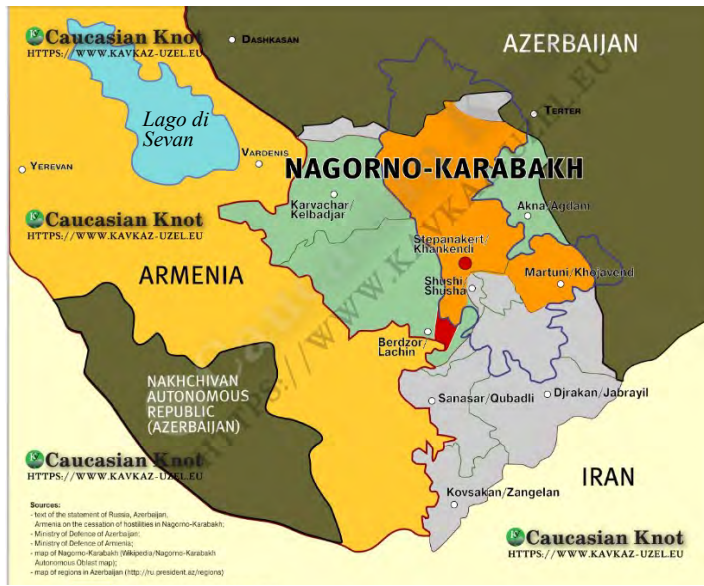 Caucasian Knot
HTTPS://WWW.KAVKAZ-UZEL.EU
DASHKASAN
AZERBAIJAN
Lago di
Sevan
TERTER
YEREVAN
VARDENIS
NAGORNO-KARABAKH
Karvachar/
Kelbadjar
Akna/Agdam
Caucasian Knot
HTTPS://WWW.KAVKAZ-UZEL.EU
Stepanakert/
Khankendi
ARMENIA
Shushi/
Shusha
Martuni/Khojavend
Berdzor/
Lachin
NAKHCHIVAN
AUTONOMOUS
REPUBLIC
(AZERBAIJAN)
Sanasar/Qubadli
Djrakan/Jabrayil
Caucasian Knot
HTTPS://WWW.KAVKAZ-UZEL.EU
IRAN
Kovsakan/Zangelan
Sources:
- text of the statement of Russia, Azerbaijan,
Armenia on the cessation of hostilities in Nagorno-Karabakh;
- Ministry of Defence of Azerbaijan;
- Ministry of Defence of Armenia;
- map of Nagorno-Karabakh (Wikipedia/Nagorno-Karabakh
Autonomous Oblast map);
- map of regions in Azerbaijan (http://ru.president.az/regions)
Caucasian Knot
HTTPS://WWW.KAVKAZ-UZEL.EU